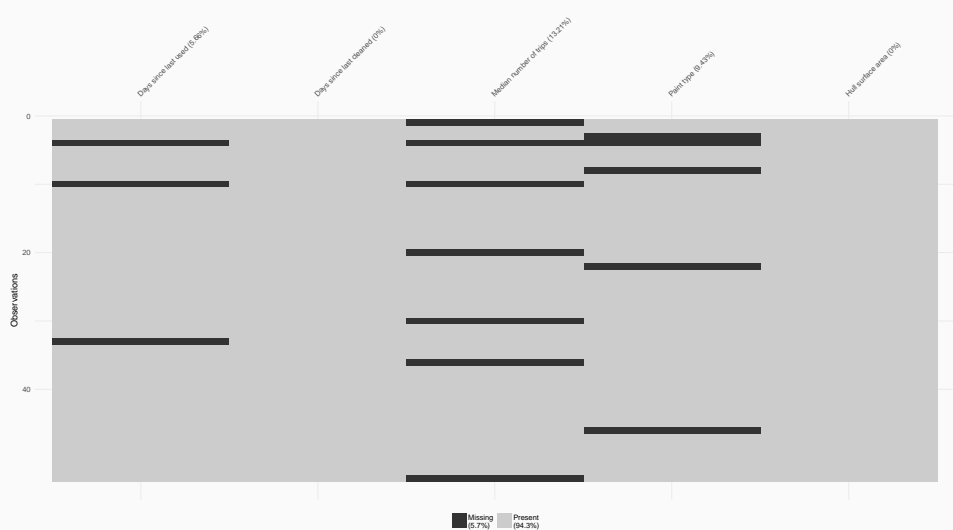 Days since last used (5.66%)
Days since last cleaned (0%)
Median number of trips (13.21%)
Paint type (9.43%)
Hull surface area (0%)
0
20
40
Observations
Missing
(5.7%)
Present
(94.3%)